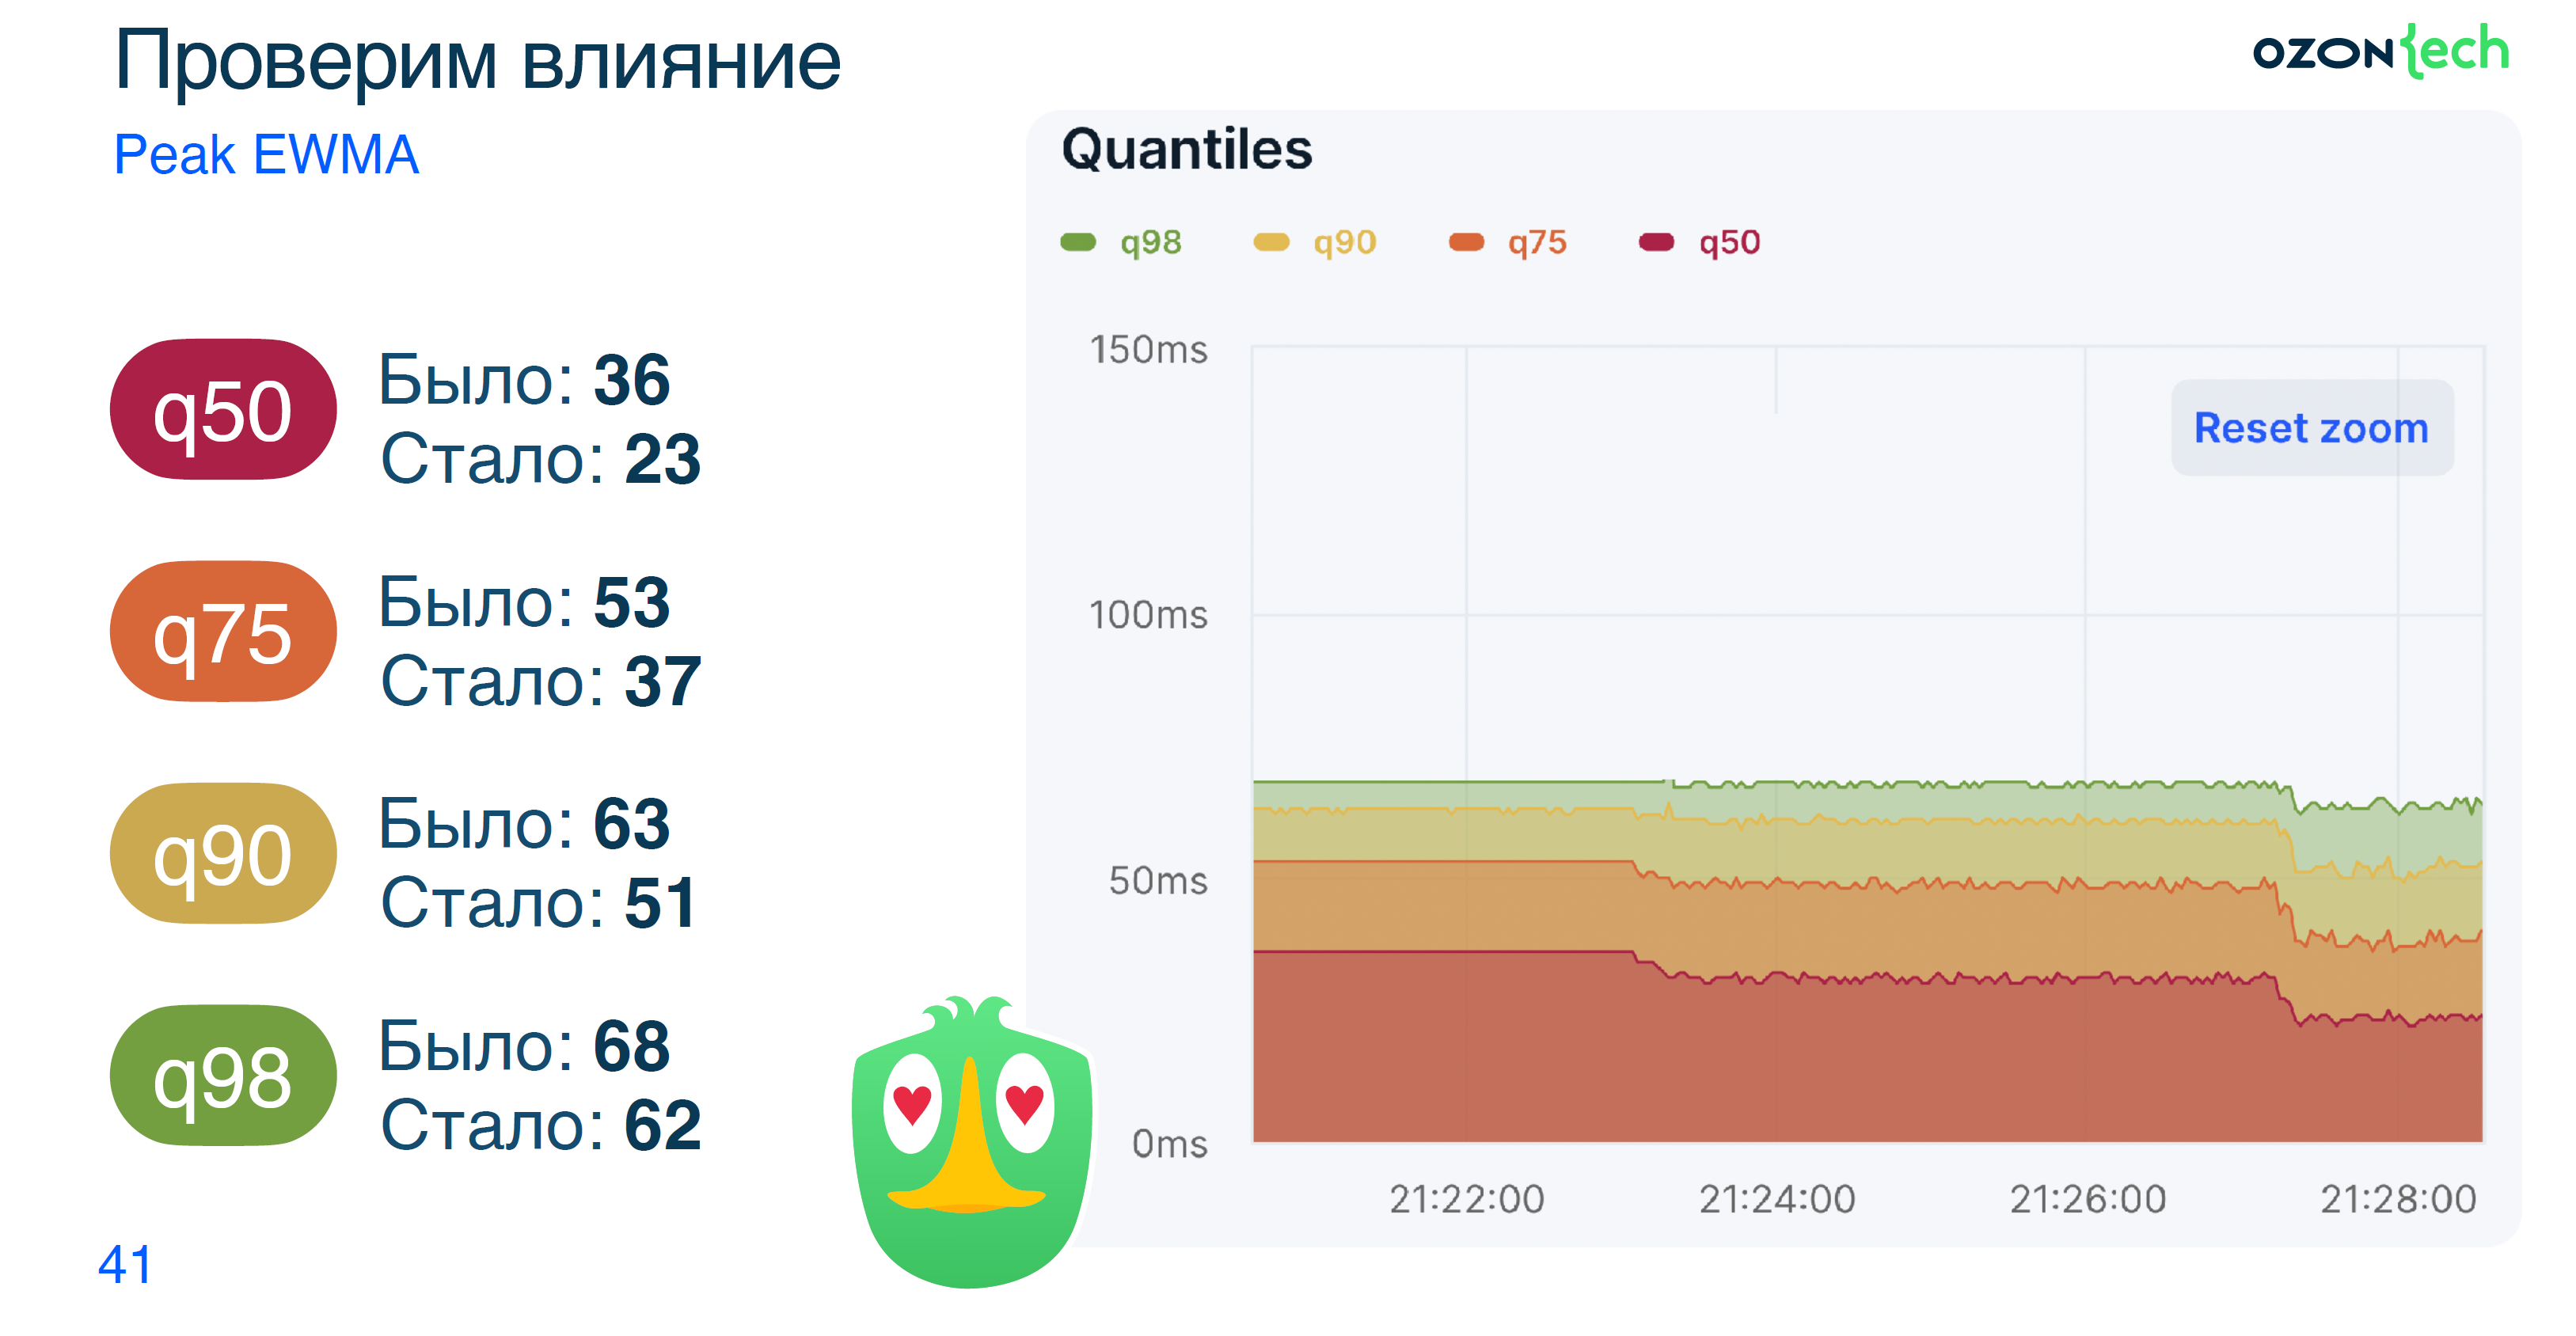 Проверим влияние
Peak EWMA
ozon{ech
q50
Было: 36
Стало: 23
q75
Было: 53
Стало: 37
q90
Было: 63
Стало: 51
q98
Было: 68
Стало: 62
41
Quantiles
q98 q90 q75 q50
150ms
Reset zoom
100ms
50ms
0ms
21:22:00 21:24:00 21:26:00 21:28:00